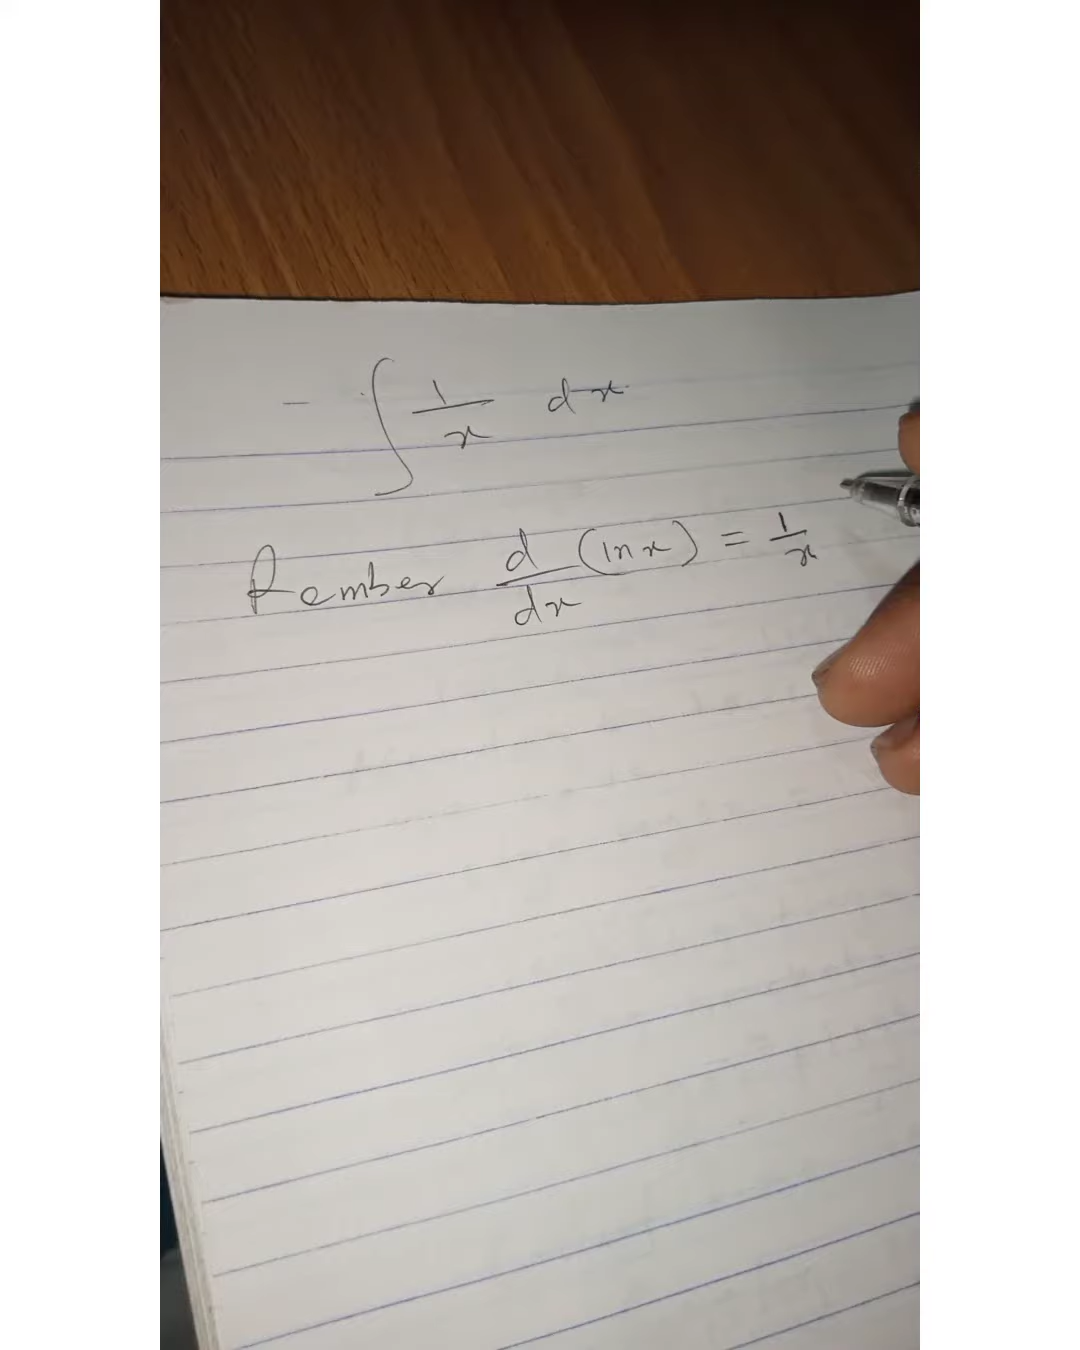 - ∫ 1/x dx
Rember d/dx (ln x) = 1/x